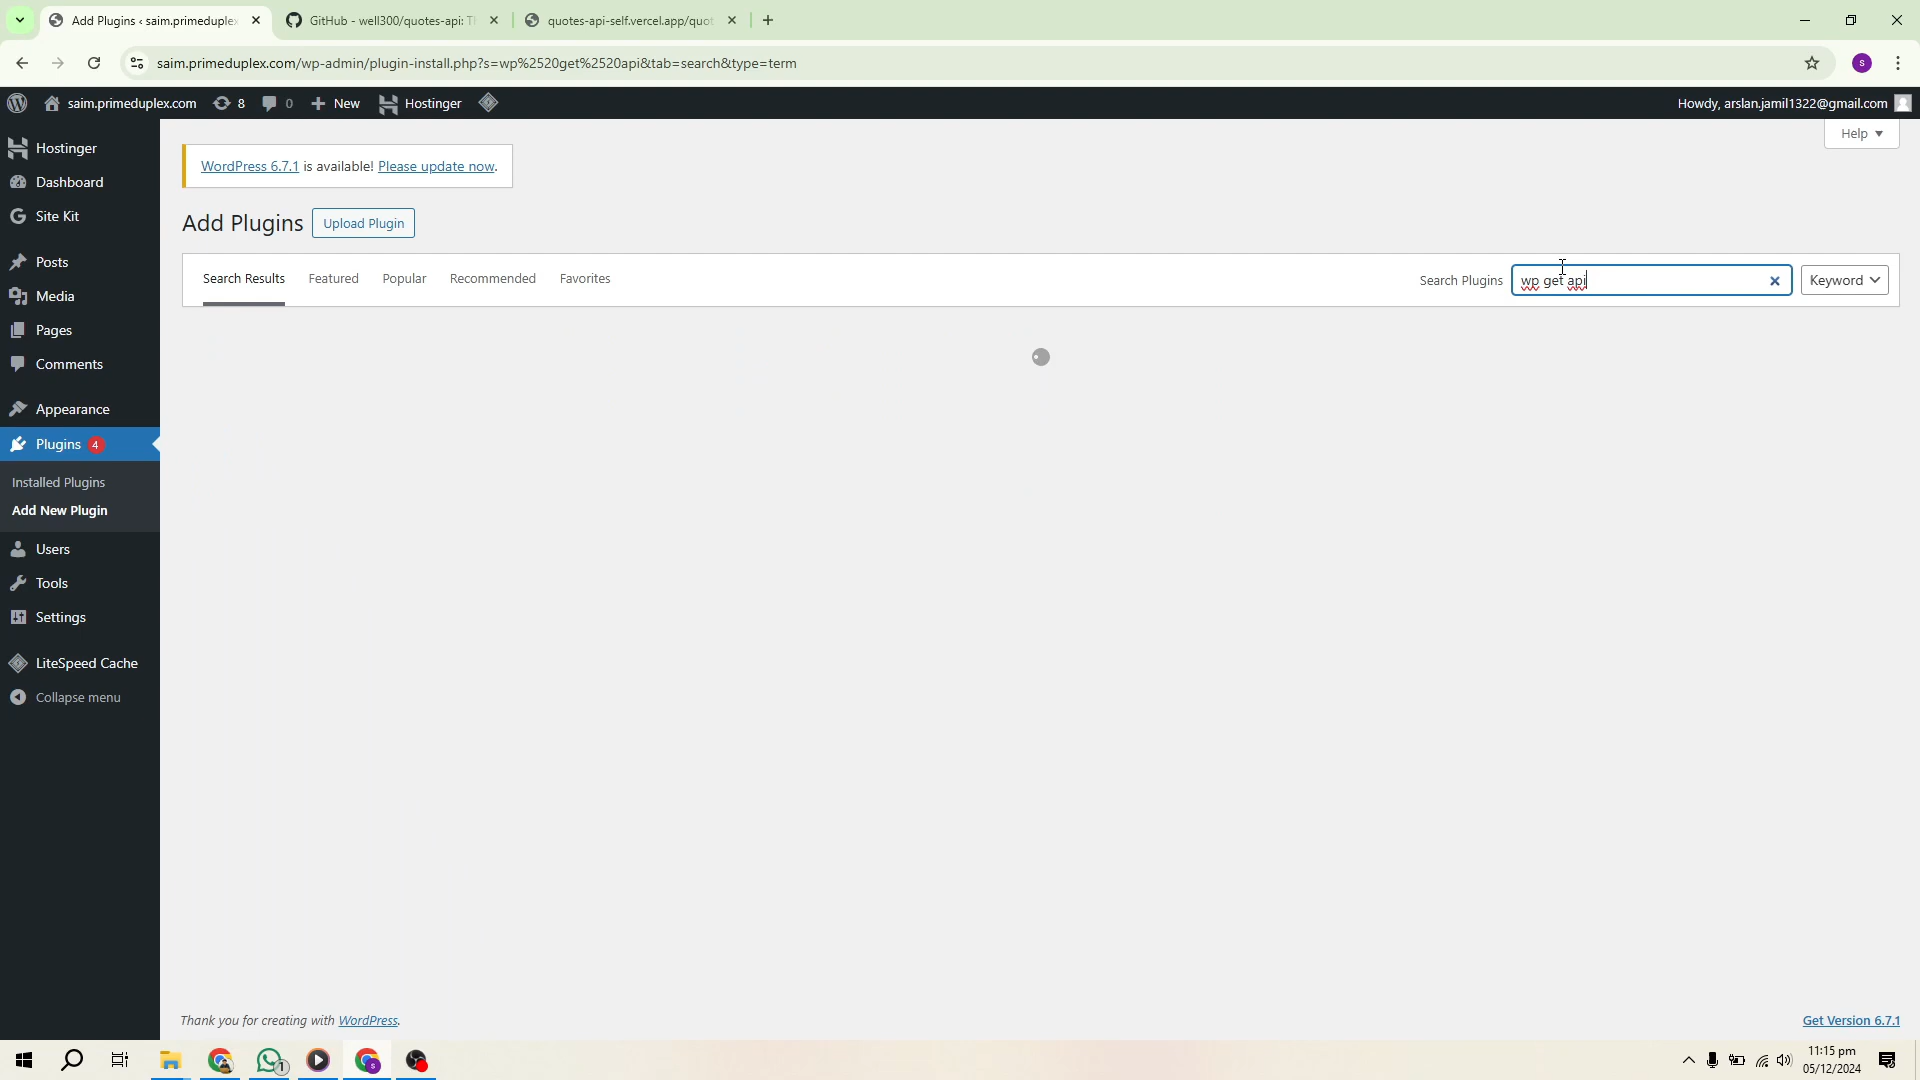 Add Plugins ‹ saim.primeduplex
GitHub - well300/quotes-api: Th
quotes-api-self.vercel.app/quot
saim.primeduplex.com/wp-admin/plugin-install.php?s=wp%2520get%2520api&tab=search&type=term
s
saim.primeduplex.com
8
0
New
Hostinger
Howdy, arslan.jamil1322@gmail.com
Help
Hostinger
Dashboard
Site Kit
Posts
Media
Pages
Comments
Appearance
Plugins 4
Installed Plugins
Add New Plugin
Users
Tools
Settings
LiteSpeed Cache
Collapse menu
WordPress 6.7.1 is available! Please update now.
Add Plugins
Upload Plugin
Search Results
Featured
Popular
Recommended
Favorites
Search Plugins
wp get api
Keyword
Thank you for creating with WordPress.
Get Version 6.7.1
1
s
11:15 pm
05/12/2024